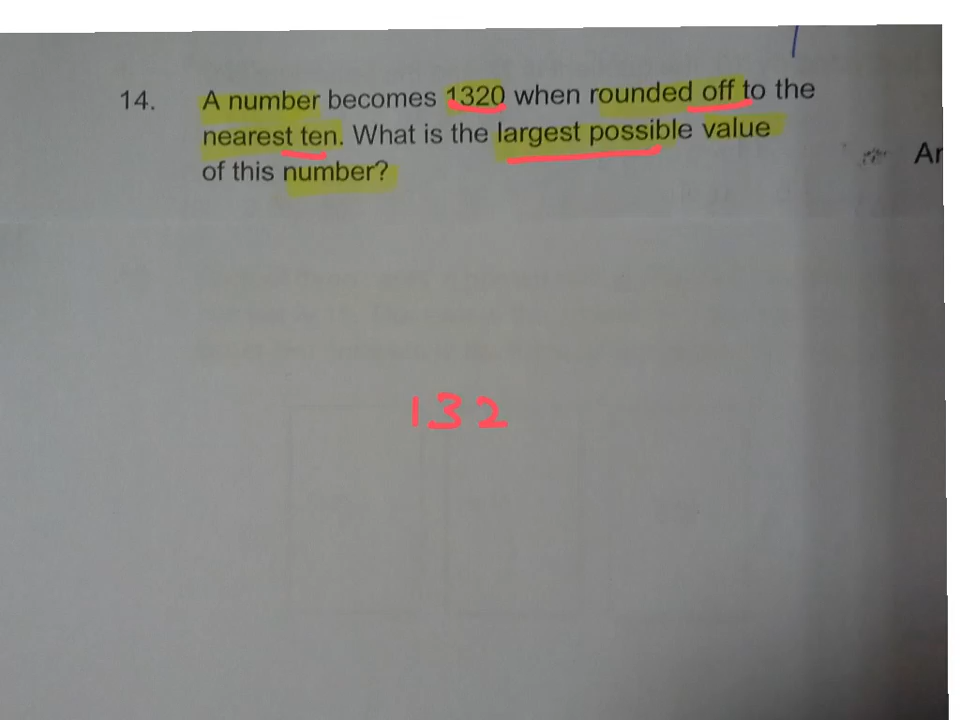 14. A number becomes 1320 when rounded off to the
nearest ten. What is the largest possible value
of this number?
Ar
132